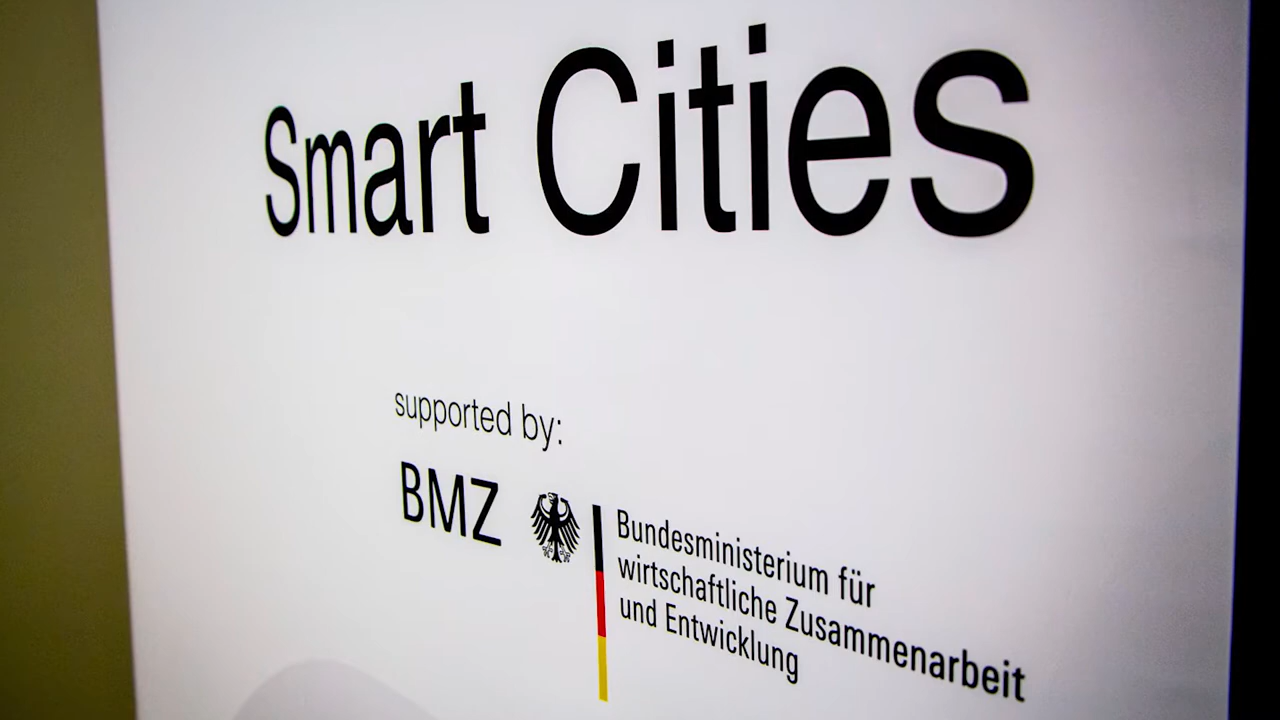 Smart Cities
supported by:
BMZ
Bundesministerium für
wirtschaftliche Zusammenarbeit
und Entwicklung